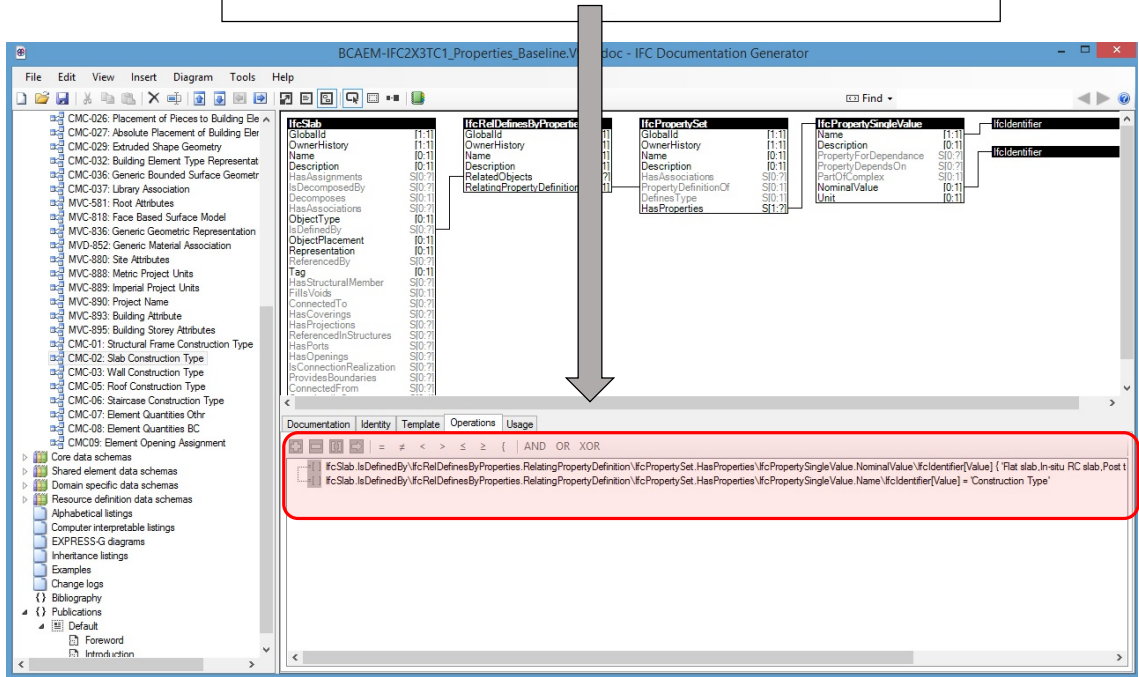 BCAEM-IFC2X3TC1_Properties_Baseline.V doc - IFC Documentation Generator
File Edit View Insert Diagram Tools Help
Find
CMC-026: Placement of Pieces to Building Ele
CMC-027: Absolute Placement of Building Eler
CMC-029: Extruded Shape Geometry
CMC-032: Building Element Type Representat
CMC-036: Generic Bounded Surface Geometr
CMC-037: Library Association
MVC-581: Root Attributes
MVC-818: Face Based Surface Model
MVC-836: Generic Geometric Representation
MVD-852: Generic Material Association
MVC-880: Site Attributes
MVC-888: Metric Project Units
MVC-889: Imperial Project Units
MVC-890: Project Name
MVC-893: Building Attribute
MVC-895: Building Storey Attributes
CMC-01: Structural Frame Construction Type
CMC-02: Slab Construction Type
CMC-03: Wall Construction Type
CMC-05: Roof Construction Type
CMC-06: Staircase Construction Type
CMC-07: Element Quantities Othr
CMC-08: Element Quantities BC
CMC09: Element Opening Assignment
Core data schemas
Shared element data schemas
Domain specific data schemas
Resource definition data schemas
Alphabetical listings
Computer interpretable listings
EXPRESS-G diagrams
Inheritance listings
Examples
Change logs
{} Bibliography
{} Publications
Default
Foreword
Introduction
IfcSlab
GlobalId [1:1]
OwnerHistory [1:1]
Name [0:1]
Description [0:1]
HasAssignments S[0:?]
IsDecomposedBy S[0:?]
Decomposes S[0:1]
HasAssociations S[0:?]
ObjectType [0:1]
IsDefinedBy S[0:?]
ObjectPlacement [0:1]
Representation [0:1]
ReferencedBy S[0:?]
Tag [0:1]
HasStructuralMember S[0:?]
FillsVoids S[0:1]
ConnectedTo S[0:?]
HasCoverings S[0:?]
HasProjections S[0:?]
ReferencedInStructures S[0:?]
HasPorts S[0:?]
HasOpenings S[0:?]
IsConnectionRealization S[0:?]
ProvidesBoundaries S[0:?]
ConnectedFrom S[0:?]
IfcRelDefinesByPropertie
GlobalId 1]
OwnerHistory 1]
Name 1]
Description 1]
RelatedObjects ?]
RelatingPropertyDefinition 1]
IfcPropertySet
GlobalId [1:1]
OwnerHistory [1:1]
Name [0:1]
Description [0:1]
HasAssociations S[0:?]
PropertyDefinitionOf S[0:1]
DefinesType S[0:1]
HasProperties S[1:?]
IfcPropertySingleValue
Name [1:1]
Description [0:1]
PropertyForDependance S[0:?]
PropertyDependsOn S[0:?]
PartOfComplex S[0:1]
NominalValue [0:1]
Unit [0:1]
IfcIdentifier
IfcIdentifier
Documentation Identity Template Operations Usage
= ≠ < > ≤ ≥ { AND OR XOR
IfcSlab.IsDefinedBy\IfcRelDefinesByProperties.RelatingPropertyDefinition\IfcPropertySet.HasProperties\IfcPropertySingleValue.NominalValue\IfcIdentifier[Value] { 'Flat slab,In-situ RC slab,Post t
IfcSlab.IsDefinedBy\IfcRelDefinesByProperties.RelatingPropertyDefinition\IfcPropertySet.HasProperties\IfcPropertySingleValue.Name\IfcIdentifier[Value] = 'Construction Type'